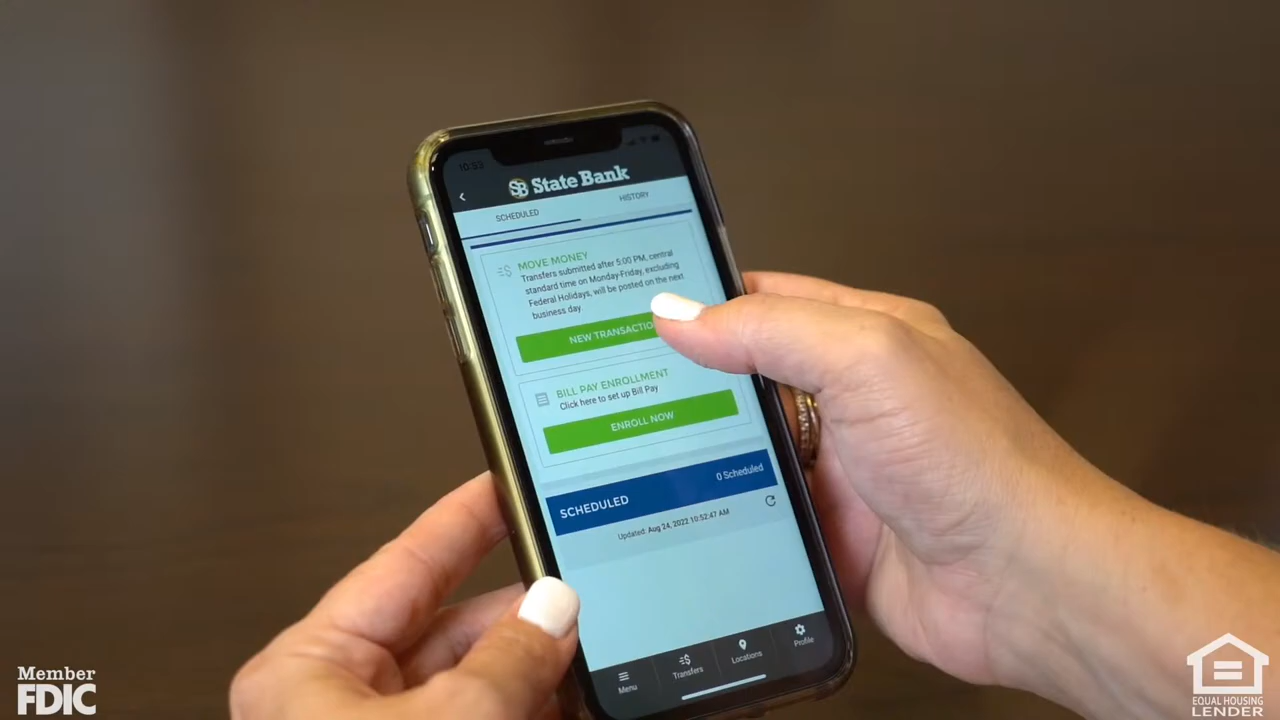 10:53
SB State Bank
SCHEDULED
HISTORY
MOVE MONEY
Transfers submitted after 5:00 PM, central
standard time on Monday-Friday, excluding
Federal Holidays, will be posted on the next
business day
NEW TRANSACTIO
BILL PAY ENROLLMENT
Click here to set up Bill Pay
ENROLL NOW
SCHEDULED
0 Scheduled
Updated: Aug 24, 2022 10:52:47 AM
Menu
Transfers
Locations
Profile
Member
FDIC
EQUAL HOUSING
LENDER